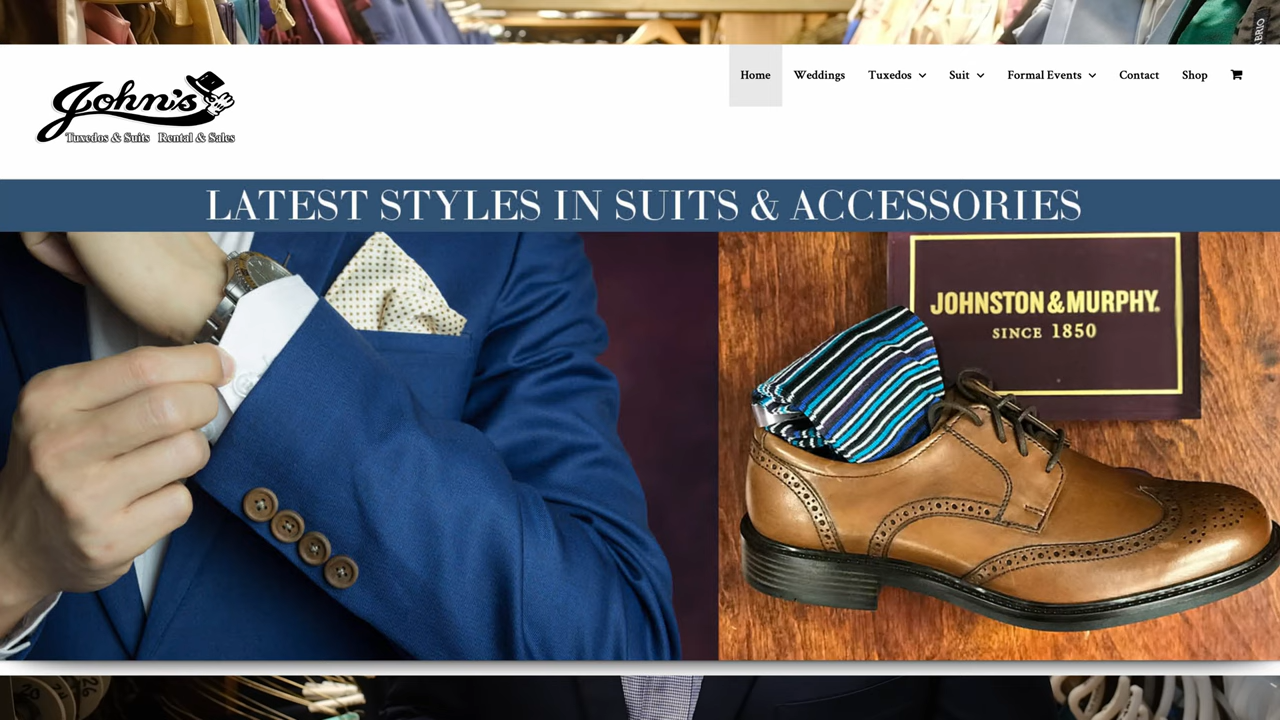 Home Weddings Tuxedos Suit Formal Events Contact Shop
John's
Tuxedos & Suits Rental & Sales
LATEST STYLES IN SUITS & ACCESSORIES
JOHNSTON & MURPHY.
SINCE 1850